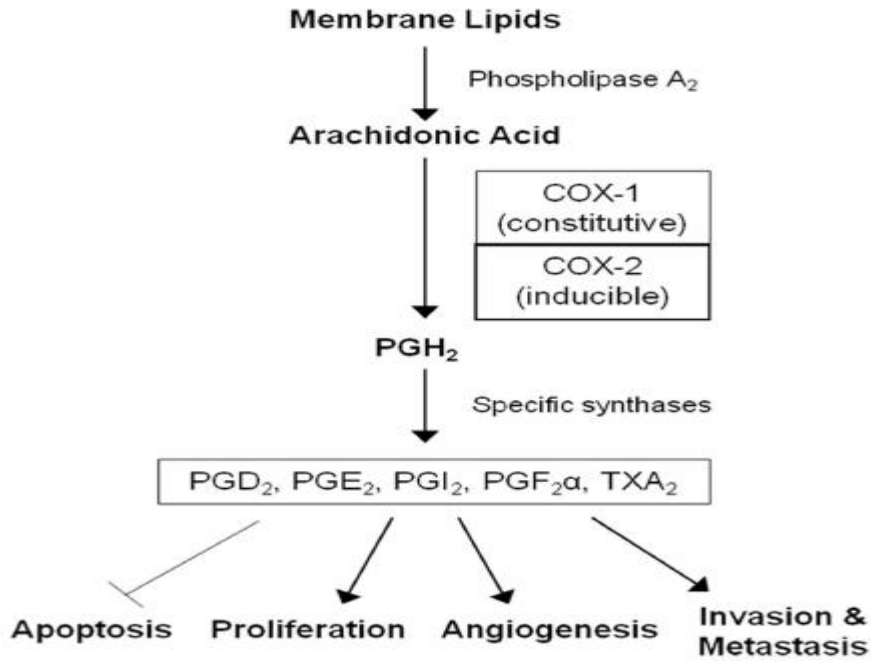 Membrane Lipids
Phospholipase A₂
Arachidonic Acid
COX-1
(constitutive)
COX-2
(inducible)
PGH₂
Specific synthases
PGD₂, PGE₂, PGI₂, PGF₂α, TXA₂
Apoptosis Proliferation Angiogenesis Invasion &
Metastasis